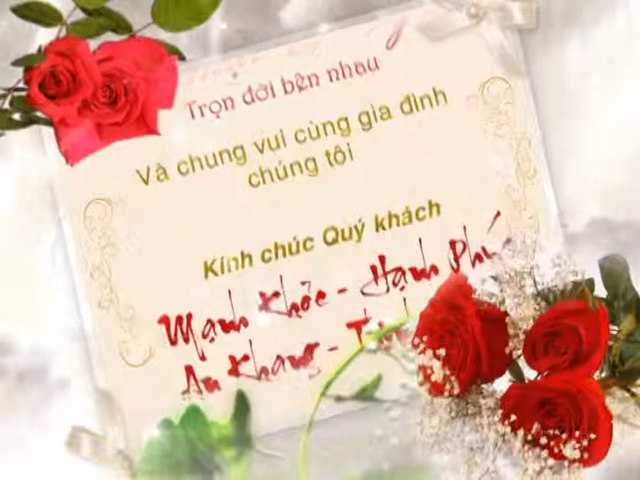 Trọn đời bên nhau
Và chung vui cùng gia đình
chúng tôi
Kính chúc Quý khách
Mạnh Khỏe - Hạnh
An Khang -